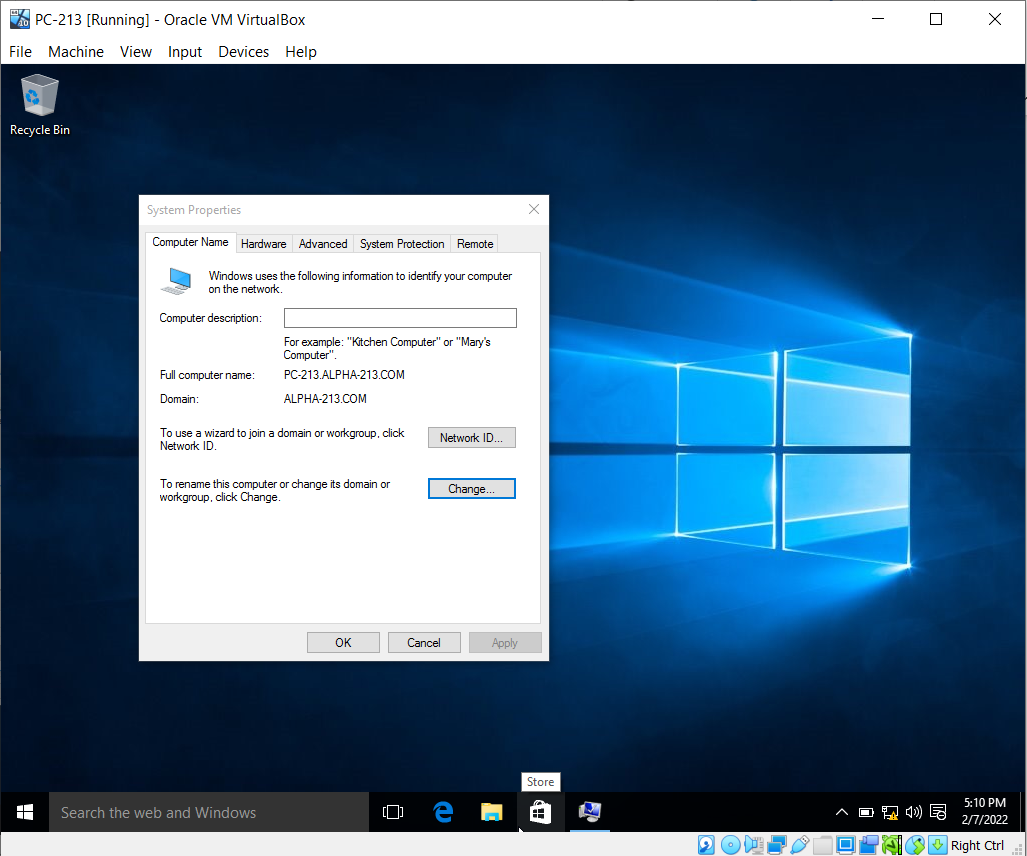 PC-213 [Running] - Oracle VM VirtualBox
File Machine View Input Devices Help
Recycle Bin
System Properties
Computer Name Hardware Advanced System Protection Remote
Windows uses the following information to identify your computer
on the network.
Computer description:
For example: "Kitchen Computer" or "Mary's
Computer".
Full computer name: PC-213.ALPHA-213.COM
Domain: ALPHA-213.COM
To use a wizard to join a domain or workgroup, click
Network ID.
Network ID...
To rename this computer or change its domain or
workgroup, click Change.
Change...
OK Cancel Apply
Store
Search the web and Windows
5:10 PM
2/7/2022
Right Ctrl